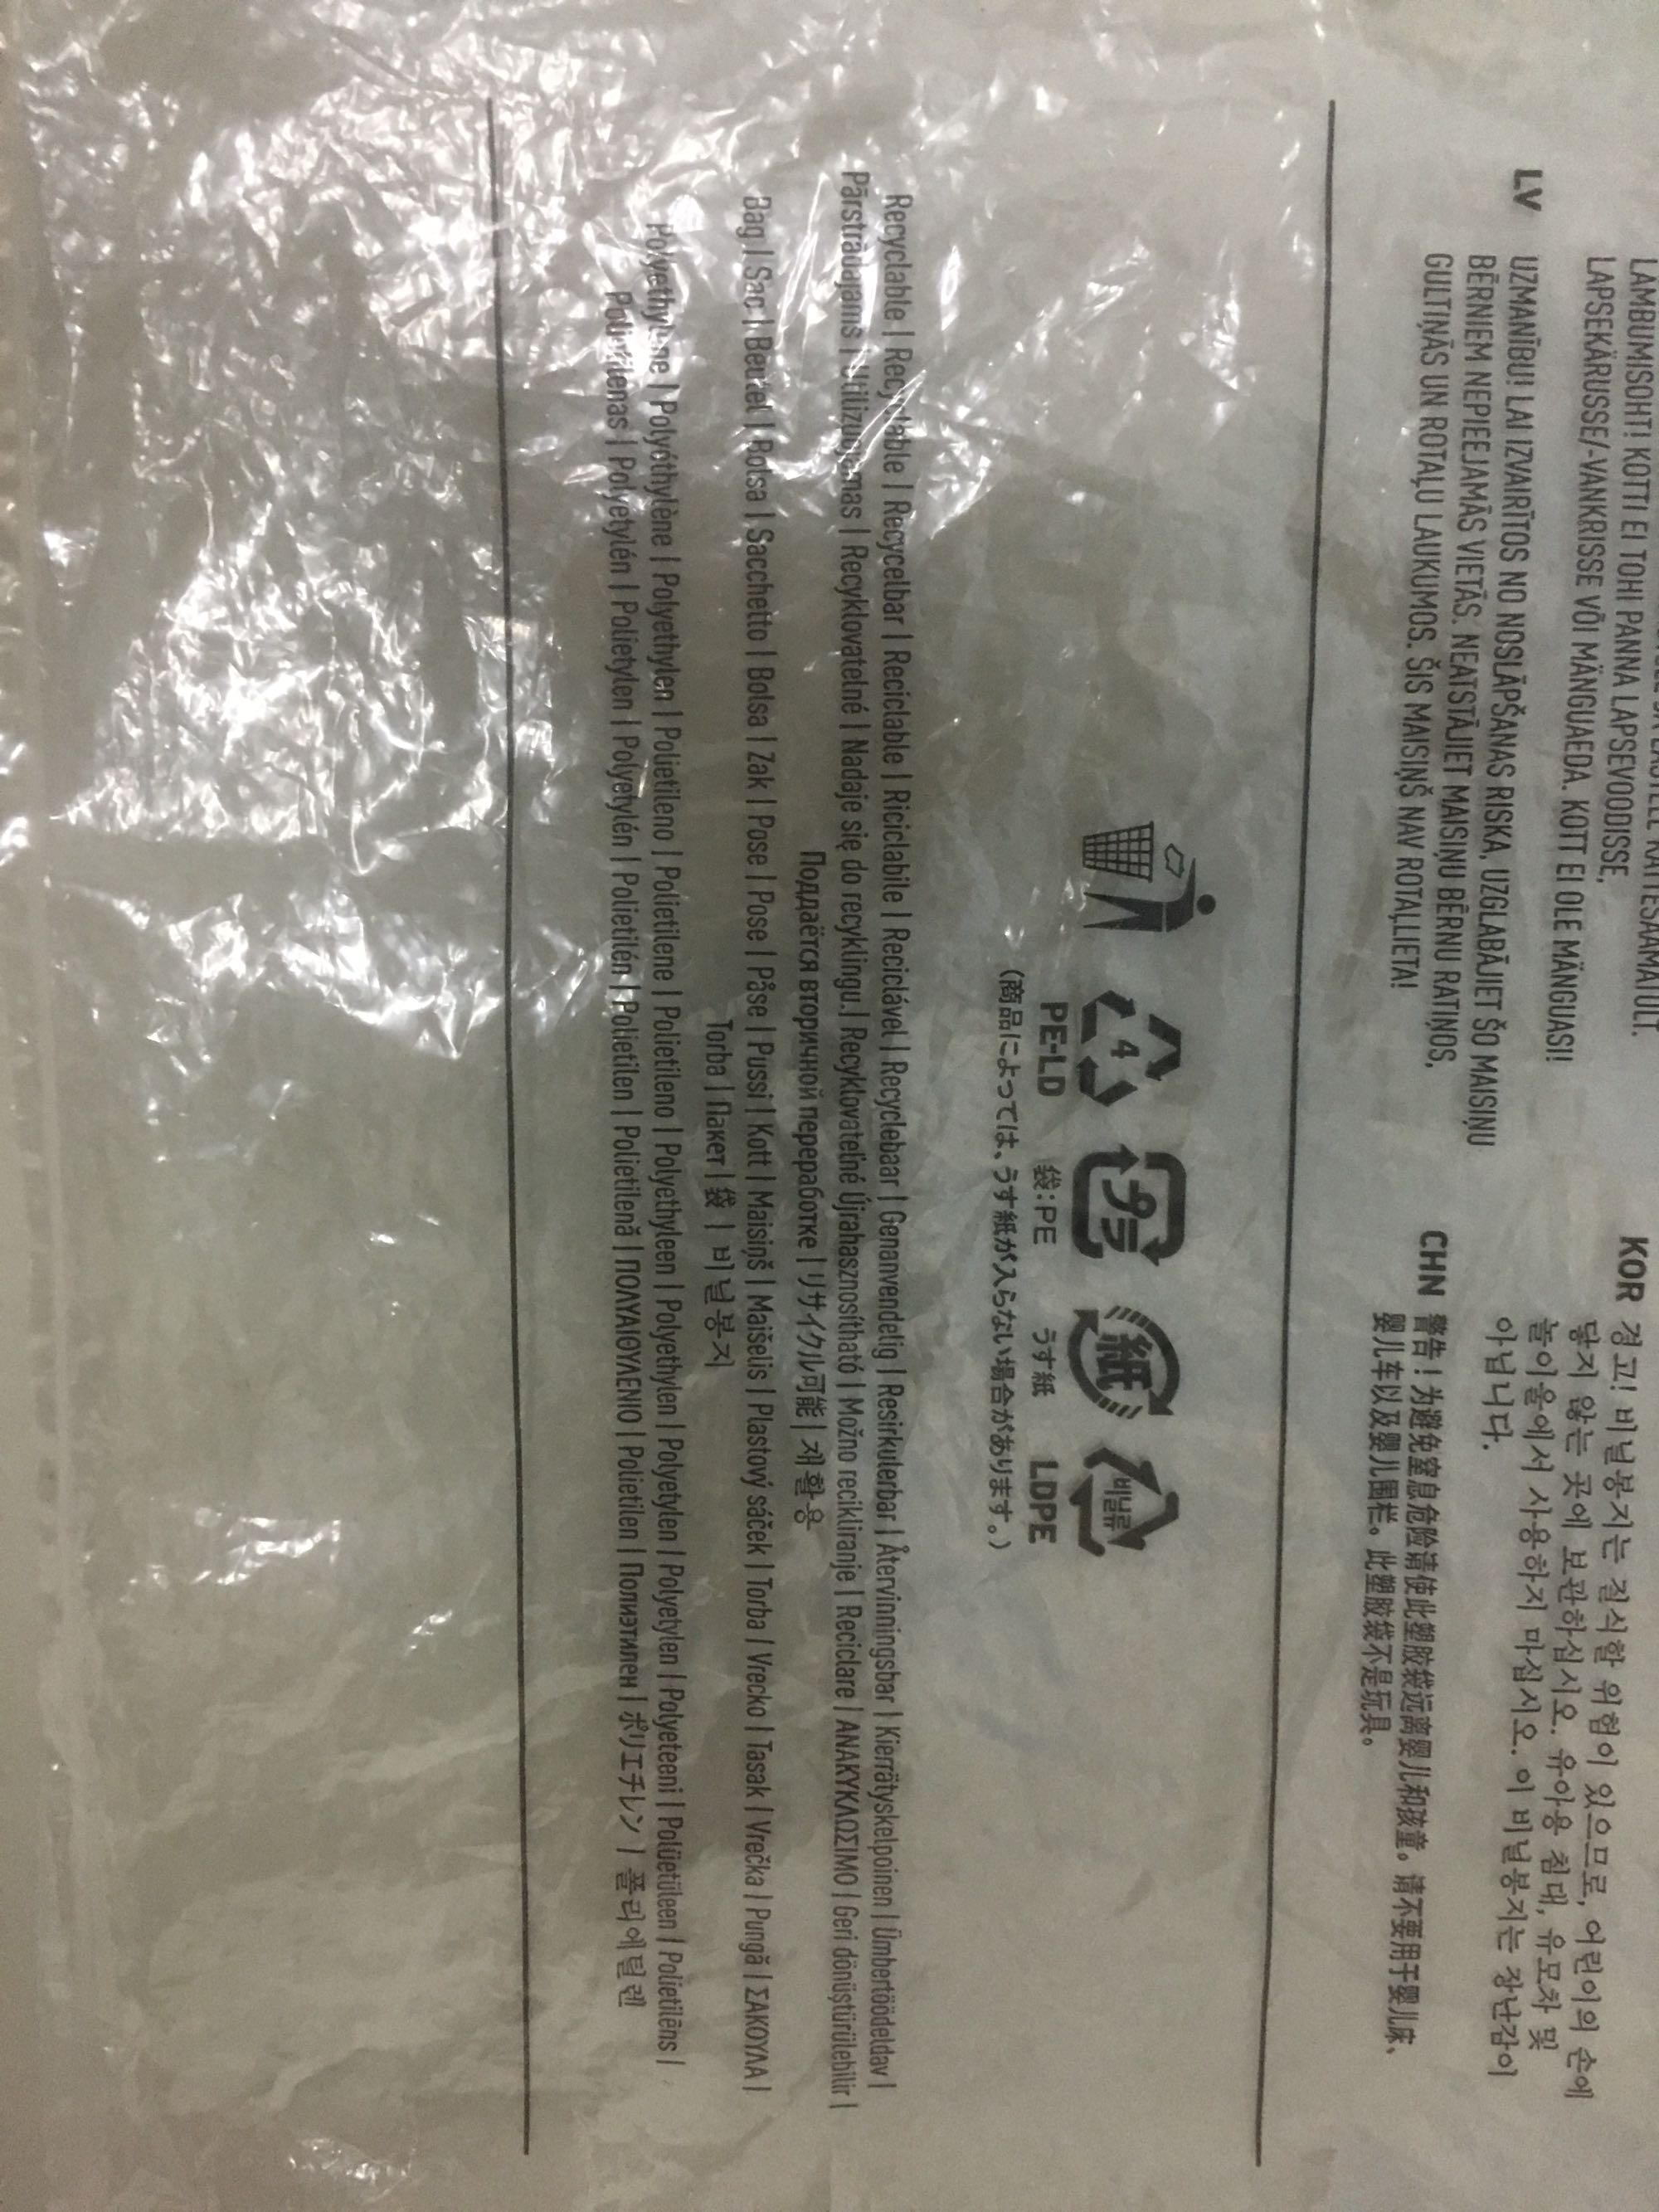 LAMBUMISOHT! KOTTI EI TOHI PANNA LAPSEVOODISSE,
LAPSEKÄRUSSE/-VANKRISSE VÕI MÄNGUAEDA. KOTT EI OLE MÄNGUASI!
LV UZMANĪBU! LAI IZVAIRĪTOS NO NOSLĀPŠANAS RISKA, UZGLABĀJIET ŠO MAISIŅU
BĒRNIEM NEPIEEJAMĀS VIETĀS. NEATSTĀJIET MAISIŅU BĒRNU RATIŅOS,
GULTIŅĀS UN ROTAĻU LAUKUMOS. ŠIS MAISIŅŠ NAV ROTAĻLIETA!
KOR 경고! 비닐봉지는 질식할 위험이 있으므로, 어린이의 손에
닿지 않는 곳에 보관하십시오. 유아용 침대, 유모차 및
놀이울에서 사용하지 마십시오. 이 비닐봉지는 장난감이
아닙니다.
CHN 警告！为避免窒息危险请使此塑胶袋远离婴儿和孩童。请不要用于婴儿床、
婴儿车以及婴儿围栏。此塑胶袋不是玩具。
4
プラ
紙
비닐류
PE-LD
袋:PE
うす紙
LDPE
(商品によっては、うす紙が入らない場合があります。)
Recyclable | Recyclable | Recycelbar | Reciclable | Riciclabile | Reciclável | Recyclebaar | Genanvendelig | Resirkulerbar | Återvinningsbar | Kierrätyskelpoinen | Ümbertöödeldav |
Pārstrādājams | Utilizuojamas | Recyklovatelné | Nadaje się do recyklingu.| Recyklovateľné Újrahasznosítható | Možno recikliranje | Reciclare | ΑΝΑΚΥΚΛΩΣΙΜΟ | Geri dönüştürülebilir |
Поддаётся вторичной переработке | リサイクル可能 | 재활용
Bag | Sac | Beutel | Bolsa | Sacchetto | Bolsa | Zak | Pose | Pose | Påse | Pussi | Kott | Maisiņš | Maišelis | Plastový sáček | Torba | Vrecko | Tasak | Vrečka | Pungă | ΣΑΚΟΥΛΑ |
Torba | Пакет | 袋 | 비닐봉지
Polyethylene | Polyéthylène | Polyethylen | Polietileno | Polietilene | Polietileno | Polyethyleen | Polyethylen | Polyetylen | Polyetylen | Polyeteeni | Polüetüleen | Polietilēns |
Polietilenas | Polyetylén | Polietylen | Polyetylén | Polietilén | Polietilen | Polietilenă | ΠΟΛΥΑΙΘΥΛΕΝΙΟ | Polietilen | Полиэтилен | ポリエチレン | 폴리에틸렌